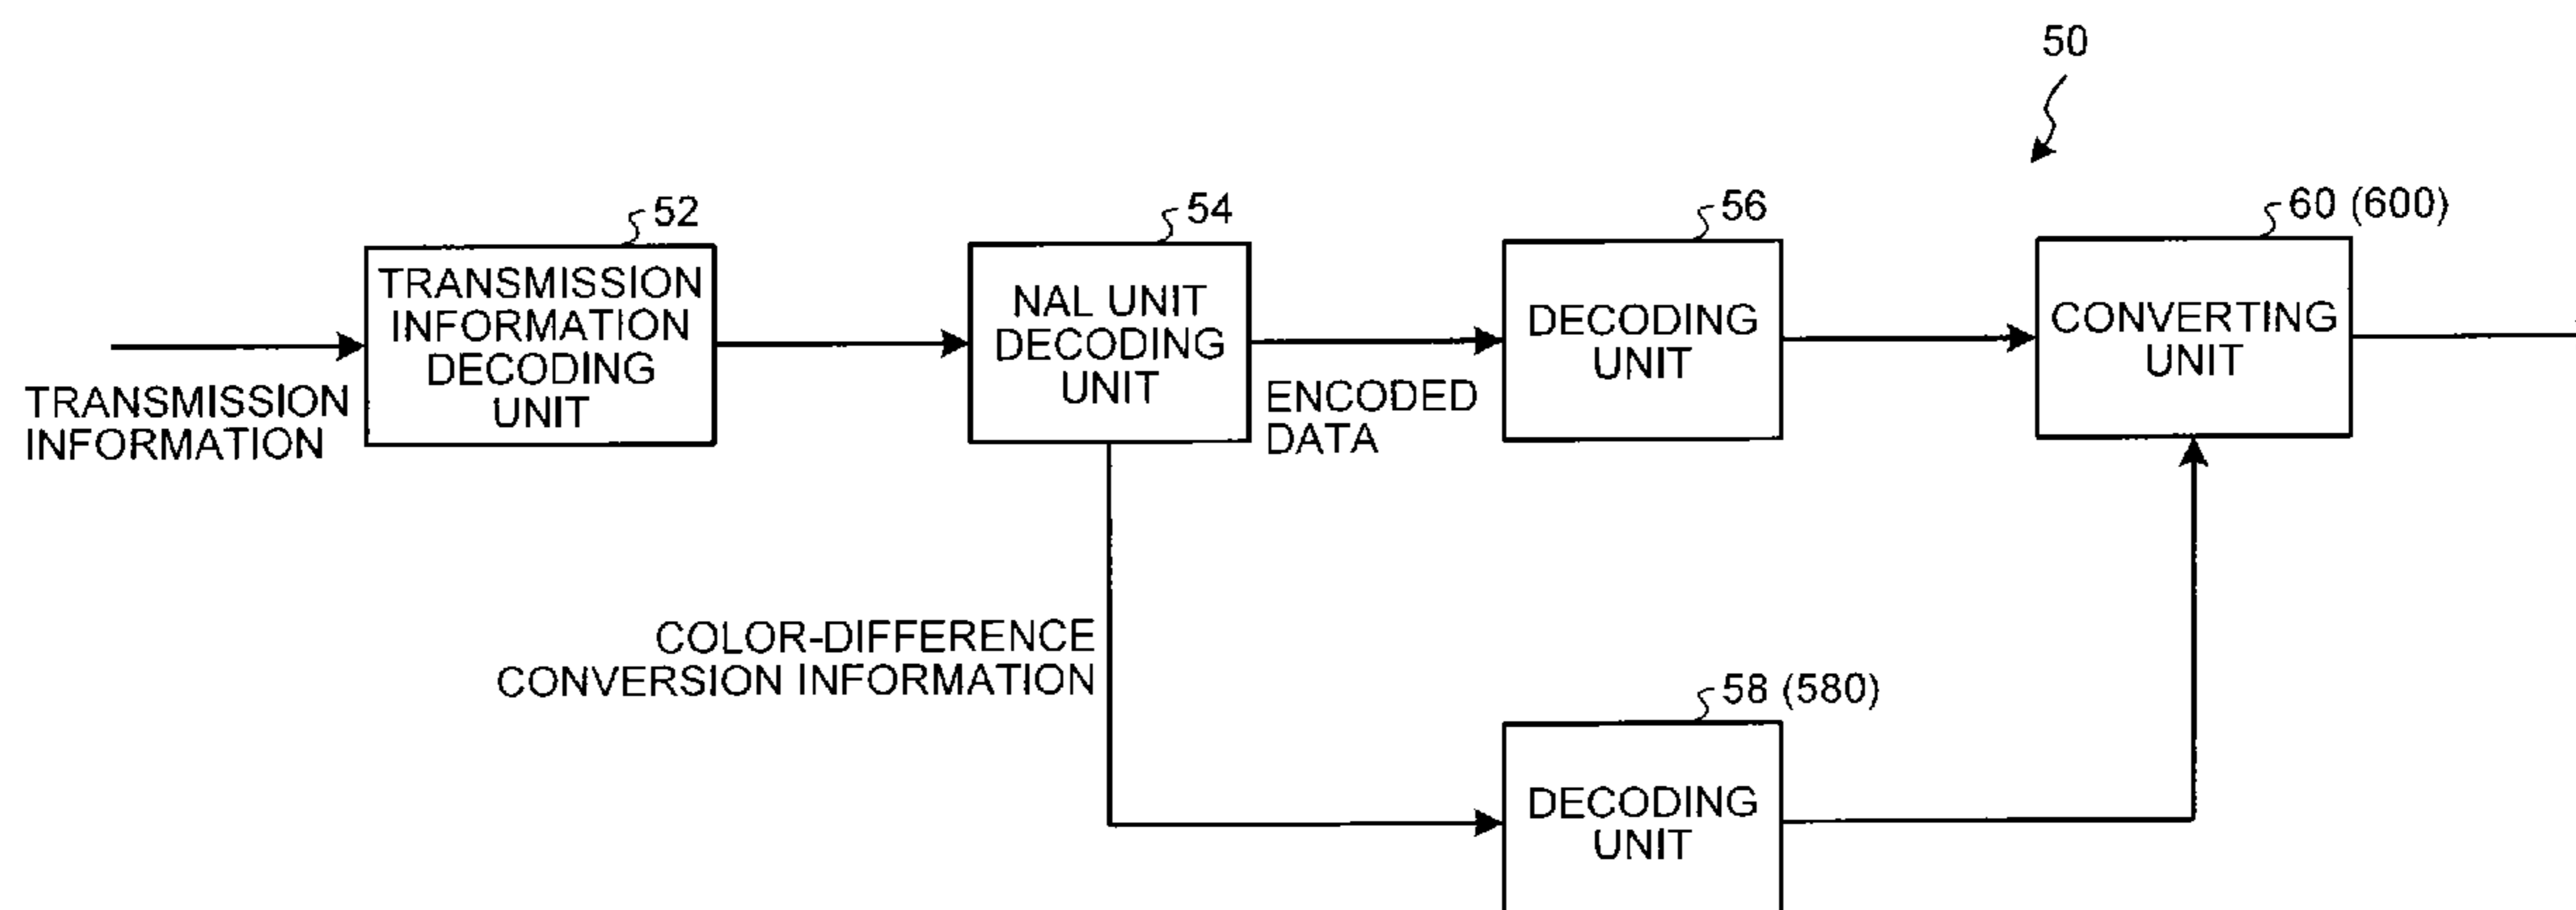 50
52
54
56
60 (600)
TRANSMISSION
INFORMATION
DECODING
UNIT
NAL UNIT
DECODING
UNIT
DECODING
UNIT
CONVERTING
UNIT
TRANSMISSION
INFORMATION
ENCODED
DATA
COLOR-DIFFERENCE
CONVERSION INFORMATION
58 (580)
DECODING
UNIT